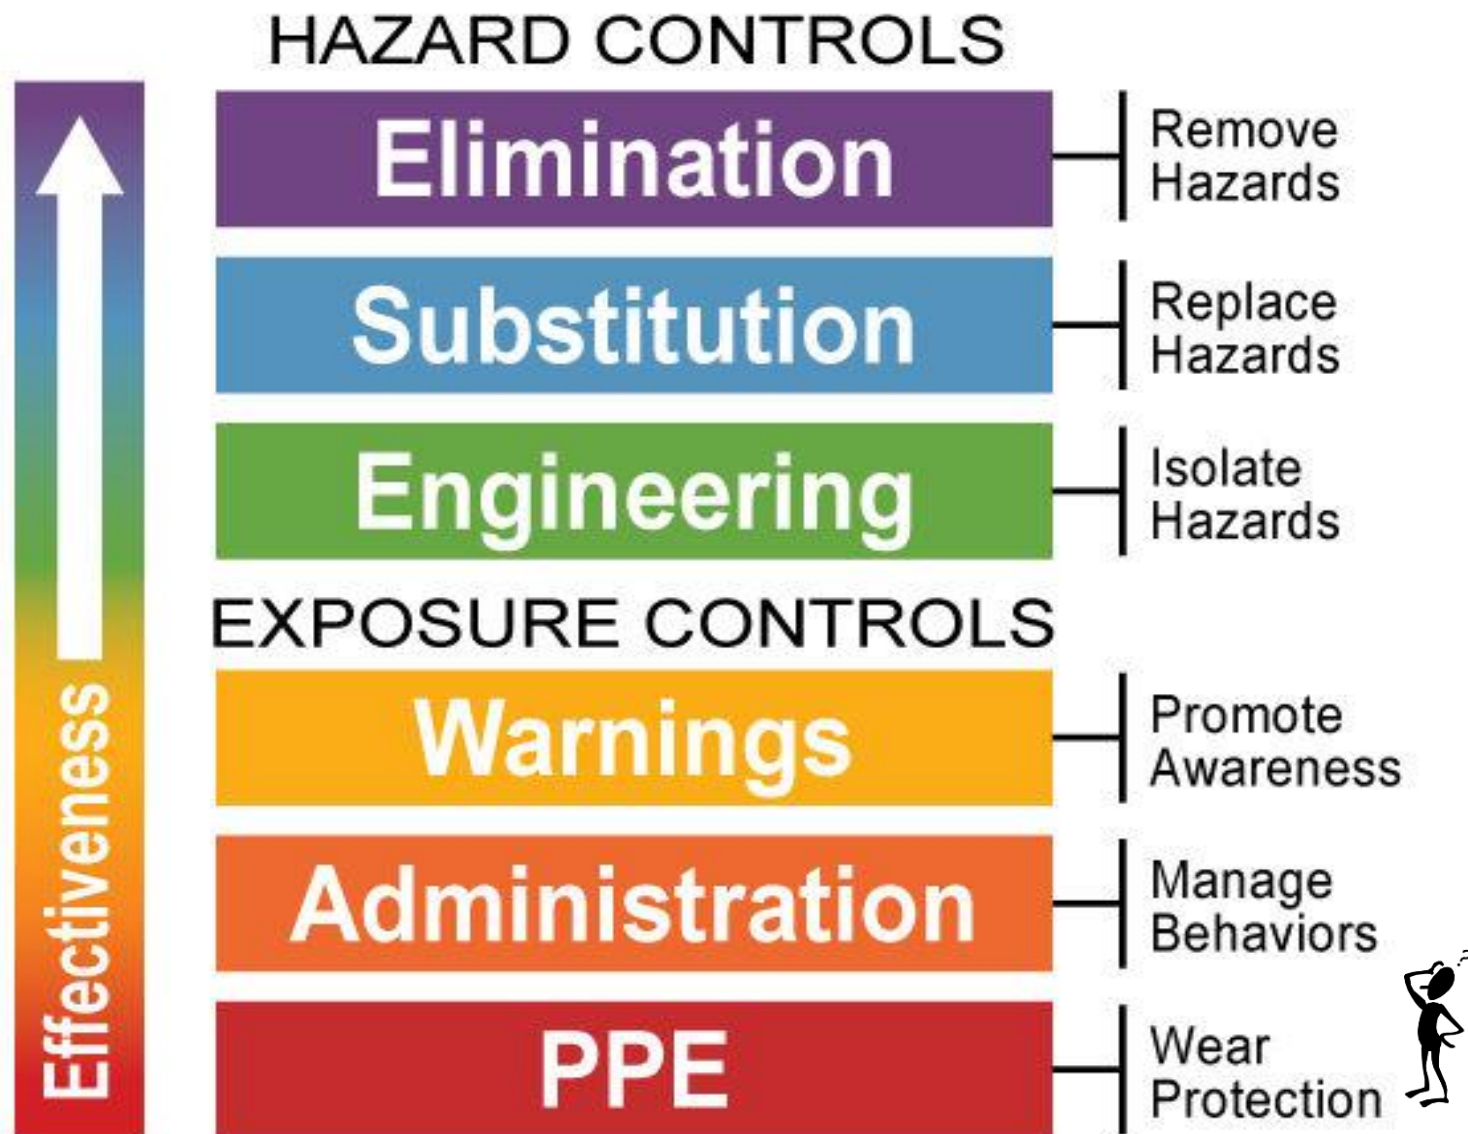 HAZARD CONTROLS
Elimination
Remove
Hazards
Substitution
Replace
Hazards
Engineering
Isolate
Hazards
EXPOSURE CONTROLS
Warnings
Promote
Awareness
Administration
Manage
Behaviors
PPE
Wear
Protection
Effectiveness